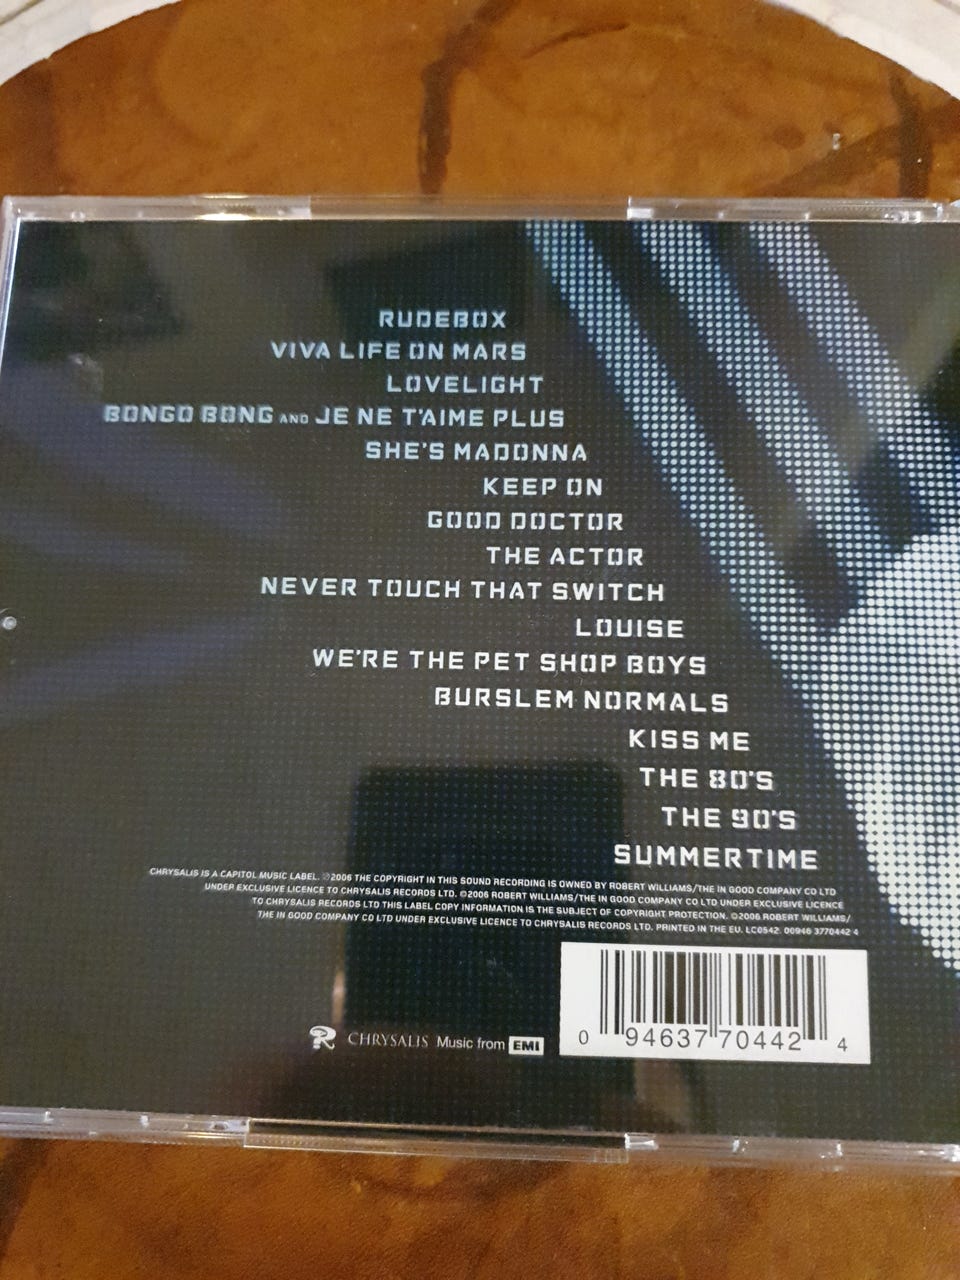 RUDEBOX
VIVA LIFE ON MARS
LOVELIGHT
BONGO BONG AND JE NE T'AIME PLUS
SHE'S MADONNA
KEEP ON
GOOD DOCTOR
THE ACTOR
NEVER TOUCH THAT SWITCH
LOUISE
WE'RE THE PET SHOP BOYS
BURSLEM NORMALS
KISS ME
THE 80'S
THE 90'S
SUMMERTIME
CHRYSALIS IS A CAPITOL MUSIC LABEL. ℗2006 THE COPYRIGHT IN THIS SOUND RECORDING IS OWNED BY ROBERT WILLIAMS/THE IN GOOD COMPANY CO LTD
UNDER EXCLUSIVE LICENCE TO CHRYSALIS RECORDS LTD. ©2006 ROBERT WILLIAMS/THE IN GOOD COMPANY CO LTD UNDER EXCLUSIVE LICENCE
TO CHRYSALIS RECORDS LTD THIS LABEL COPY INFORMATION IS THE SUBJECT OF COPYRIGHT PROTECTION. ©2006 ROBERT WILLIAMS/
THE IN GOOD COMPANY CO LTD UNDER EXCLUSIVE LICENCE TO CHRYSALIS RECORDS LTD. PRINTED IN THE EU. LC0542. 00946 3770442 4
CHRYSALIS Music from EMI
0 94637 70442 4